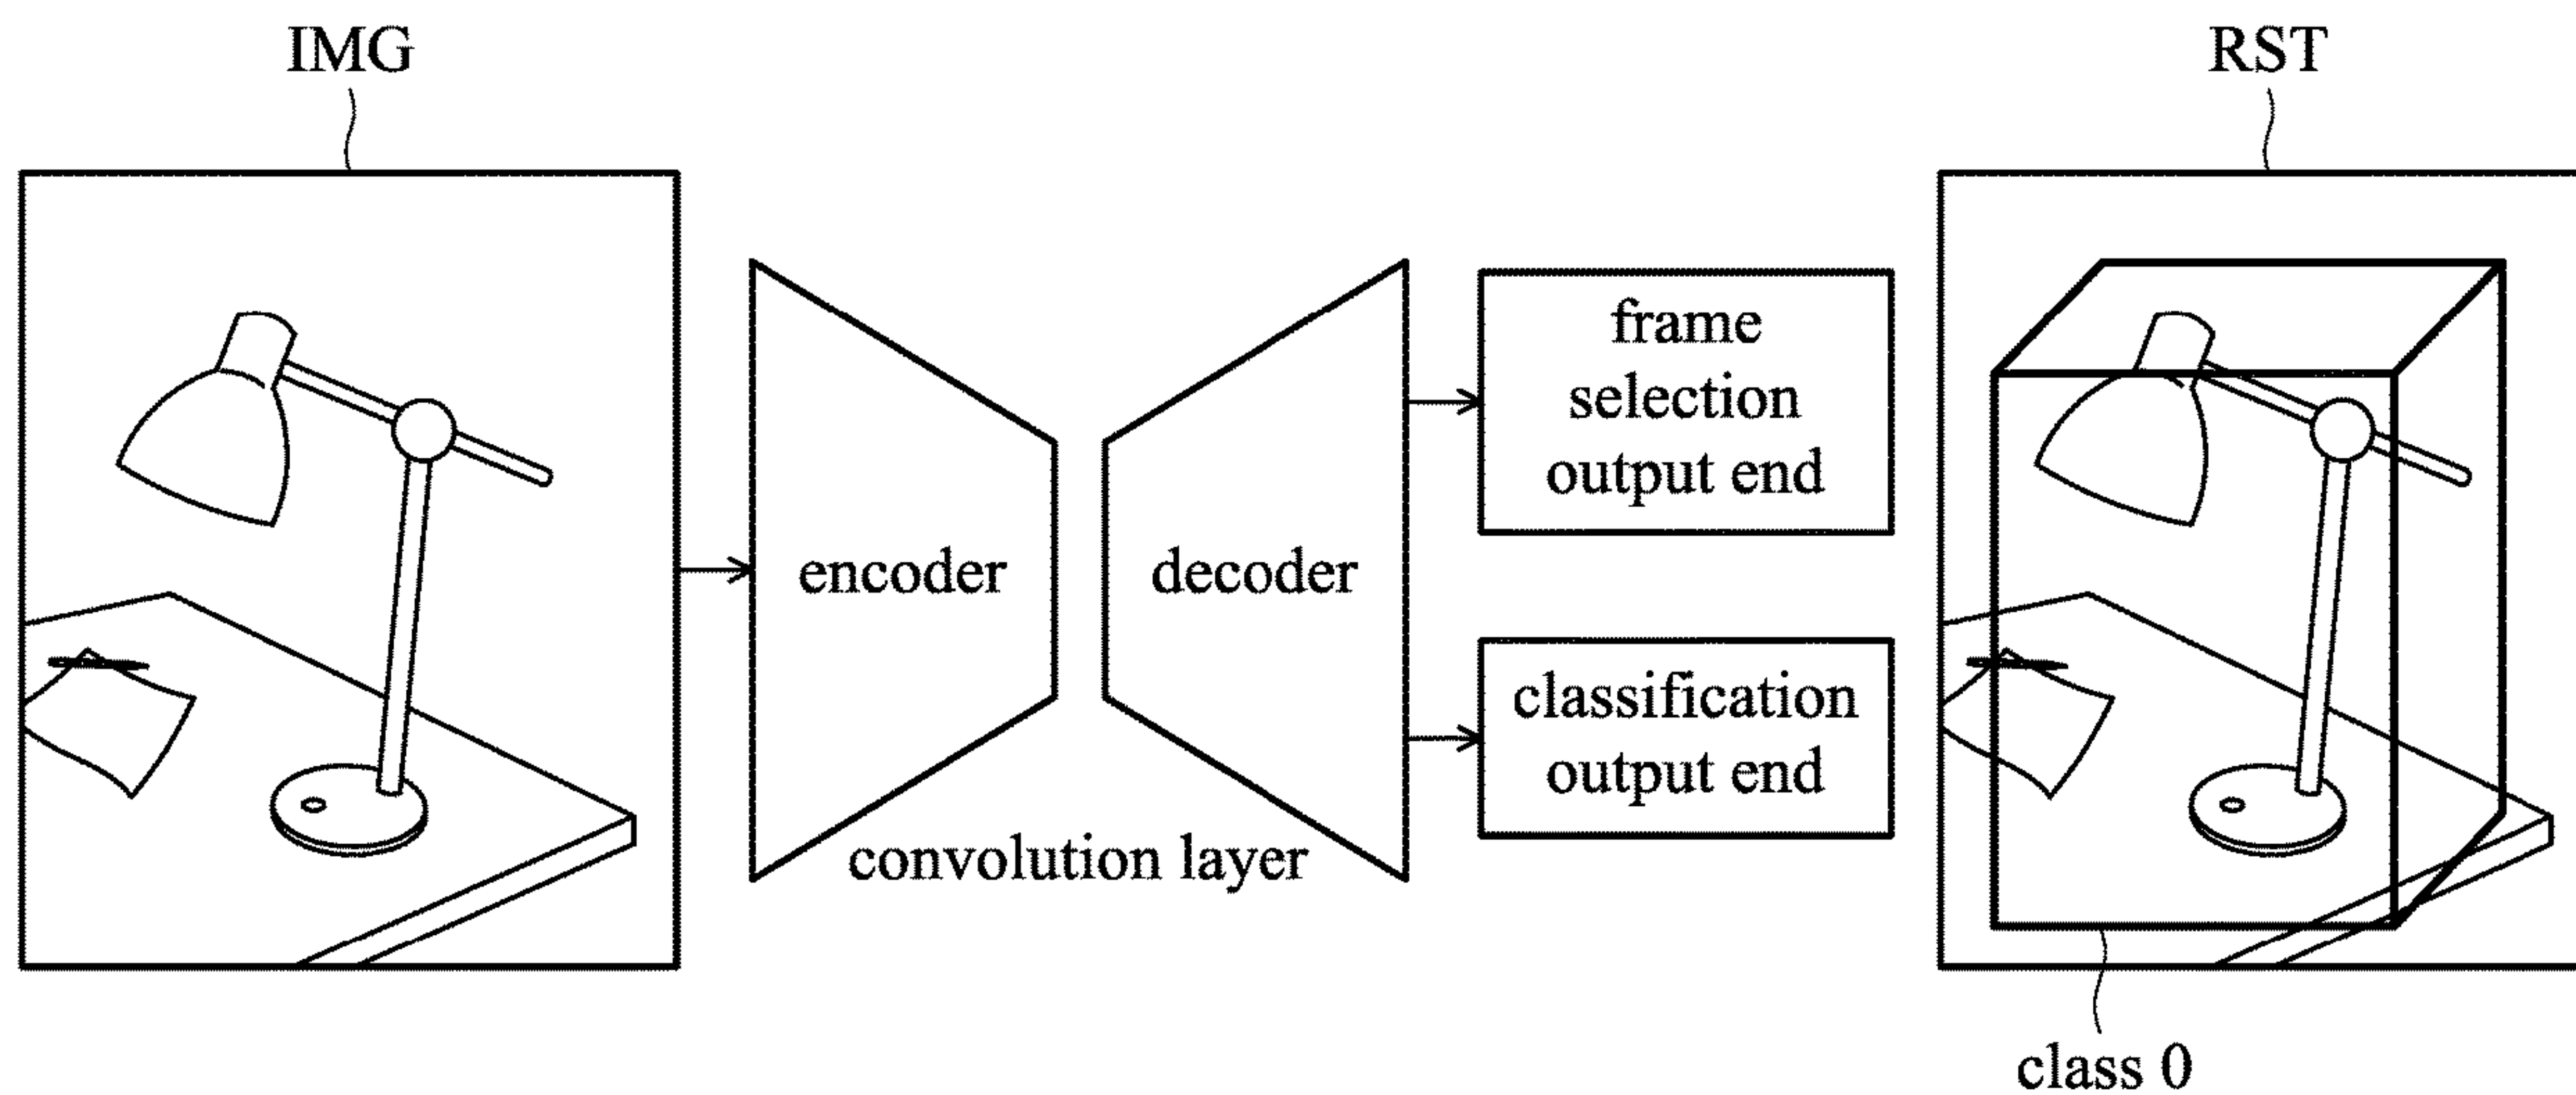 IMG
RST
encoder
decoder
convolution layer
frame
selection
output end
classification
output end
class 0